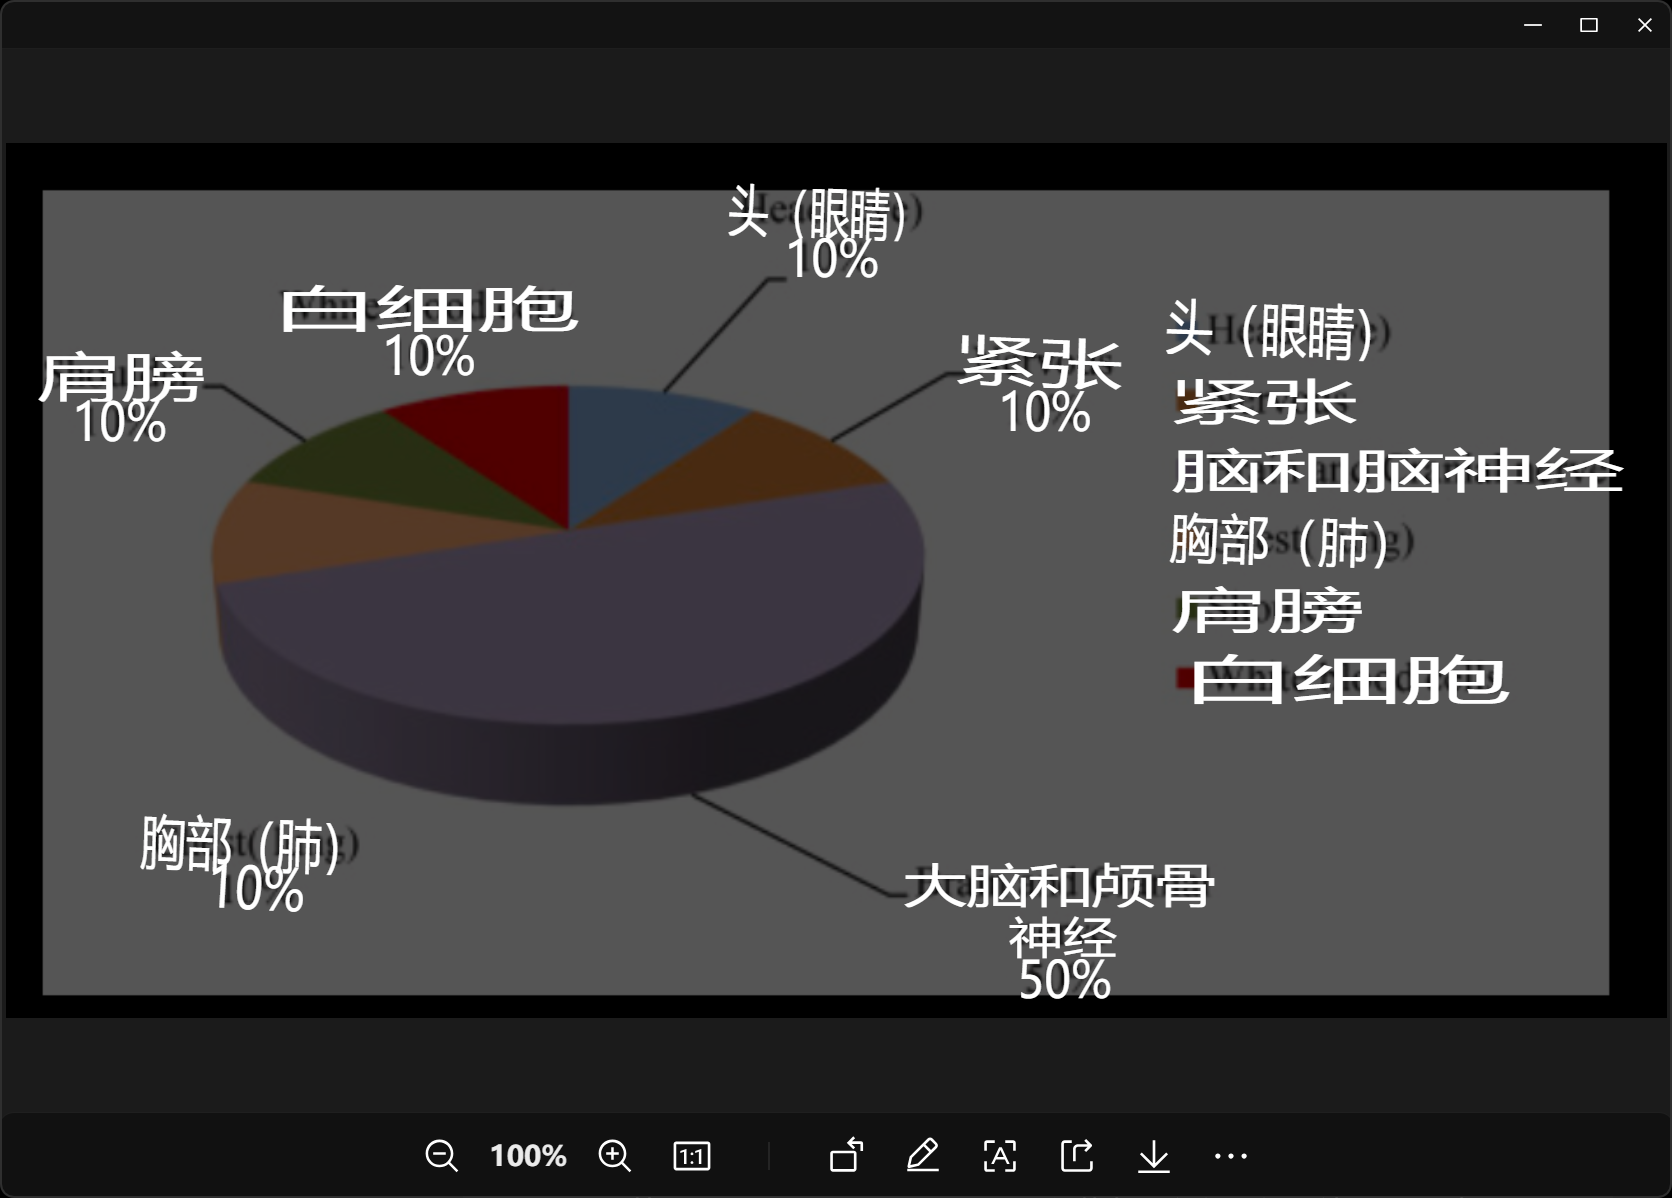 头（眼睛）
10%
白细胞
10%
肩膀
10%
紧张
10%
头（眼睛）
紧张
脑和脑神经
胸部（肺）
肩膀
白细胞
胸部（肺）
10%
大脑和颅骨
神经
50%
100%
1:1
A